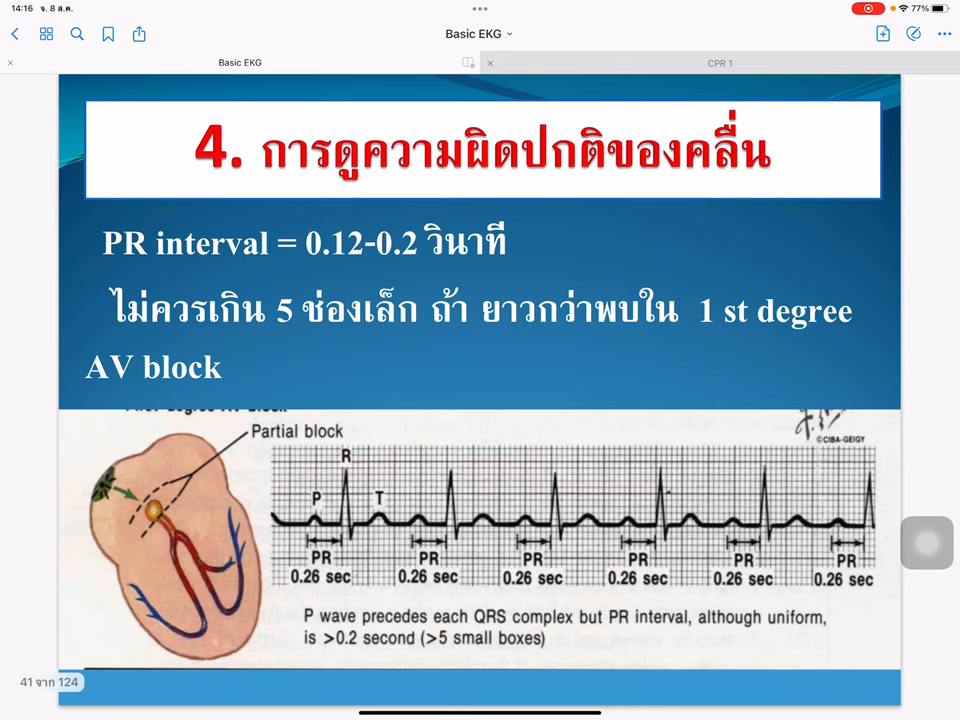 14:16 จ. 8 ส.ค.
77%
Basic EKG
Basic EKG
CPR 1
4. การดูความผิดปกติของคลื่น
PR interval = 0.12-0.2 วินาที
ไม่ควรเกิน 5 ช่องเล็ก ถ้า ยาวกว่าพบใน 1 st degree
AV block
Partial block
©CIBA-GEIGY
R
P T
PR PR PR PR PR PR
0.26 sec 0.26 sec 0.26 sec 0.26 sec 0.26 sec 0.26 sec
P wave precedes each QRS complex but PR interval, although uniform,
is >0.2 second (>5 small boxes)
41 จาก 124